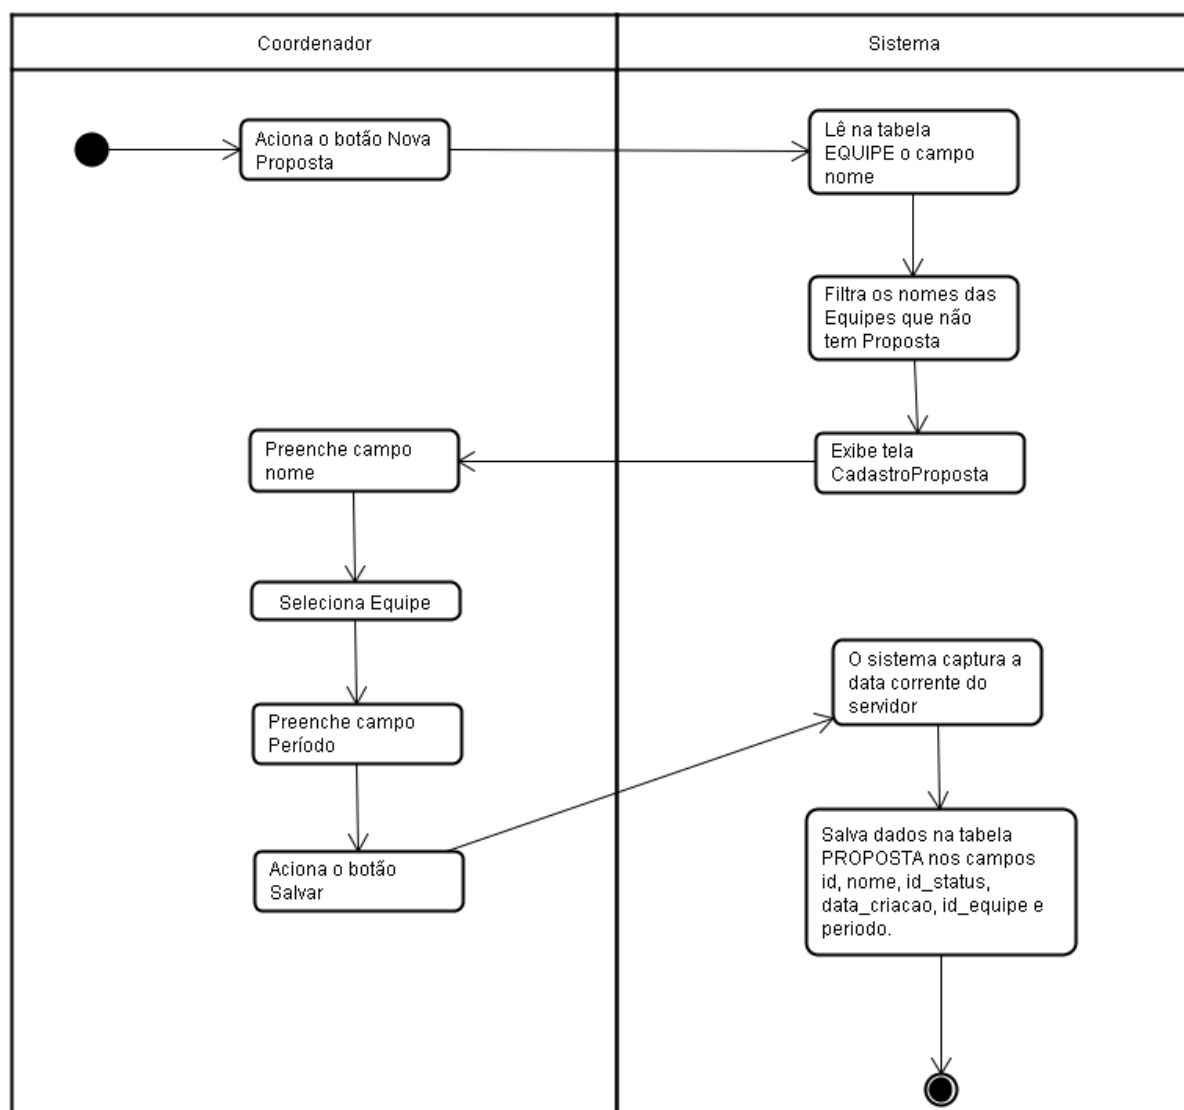 Coordenador
Sistema
Aciona o botão Nova
Proposta
Lê na tabela
EQUIPE o campo
nome
Filtra os nomes das
Equipes que não
tem Proposta
Exibe tela
CadastroProposta
Preenche campo
nome
Seleciona Equipe
Preenche campo
Período
Aciona o botão
Salvar
O sistema captura a
data corrente do
servidor
Salva dados na tabela
PROPOSTA nos campos
id, nome, id_status,
data_criacao, id_equipe e
periodo.